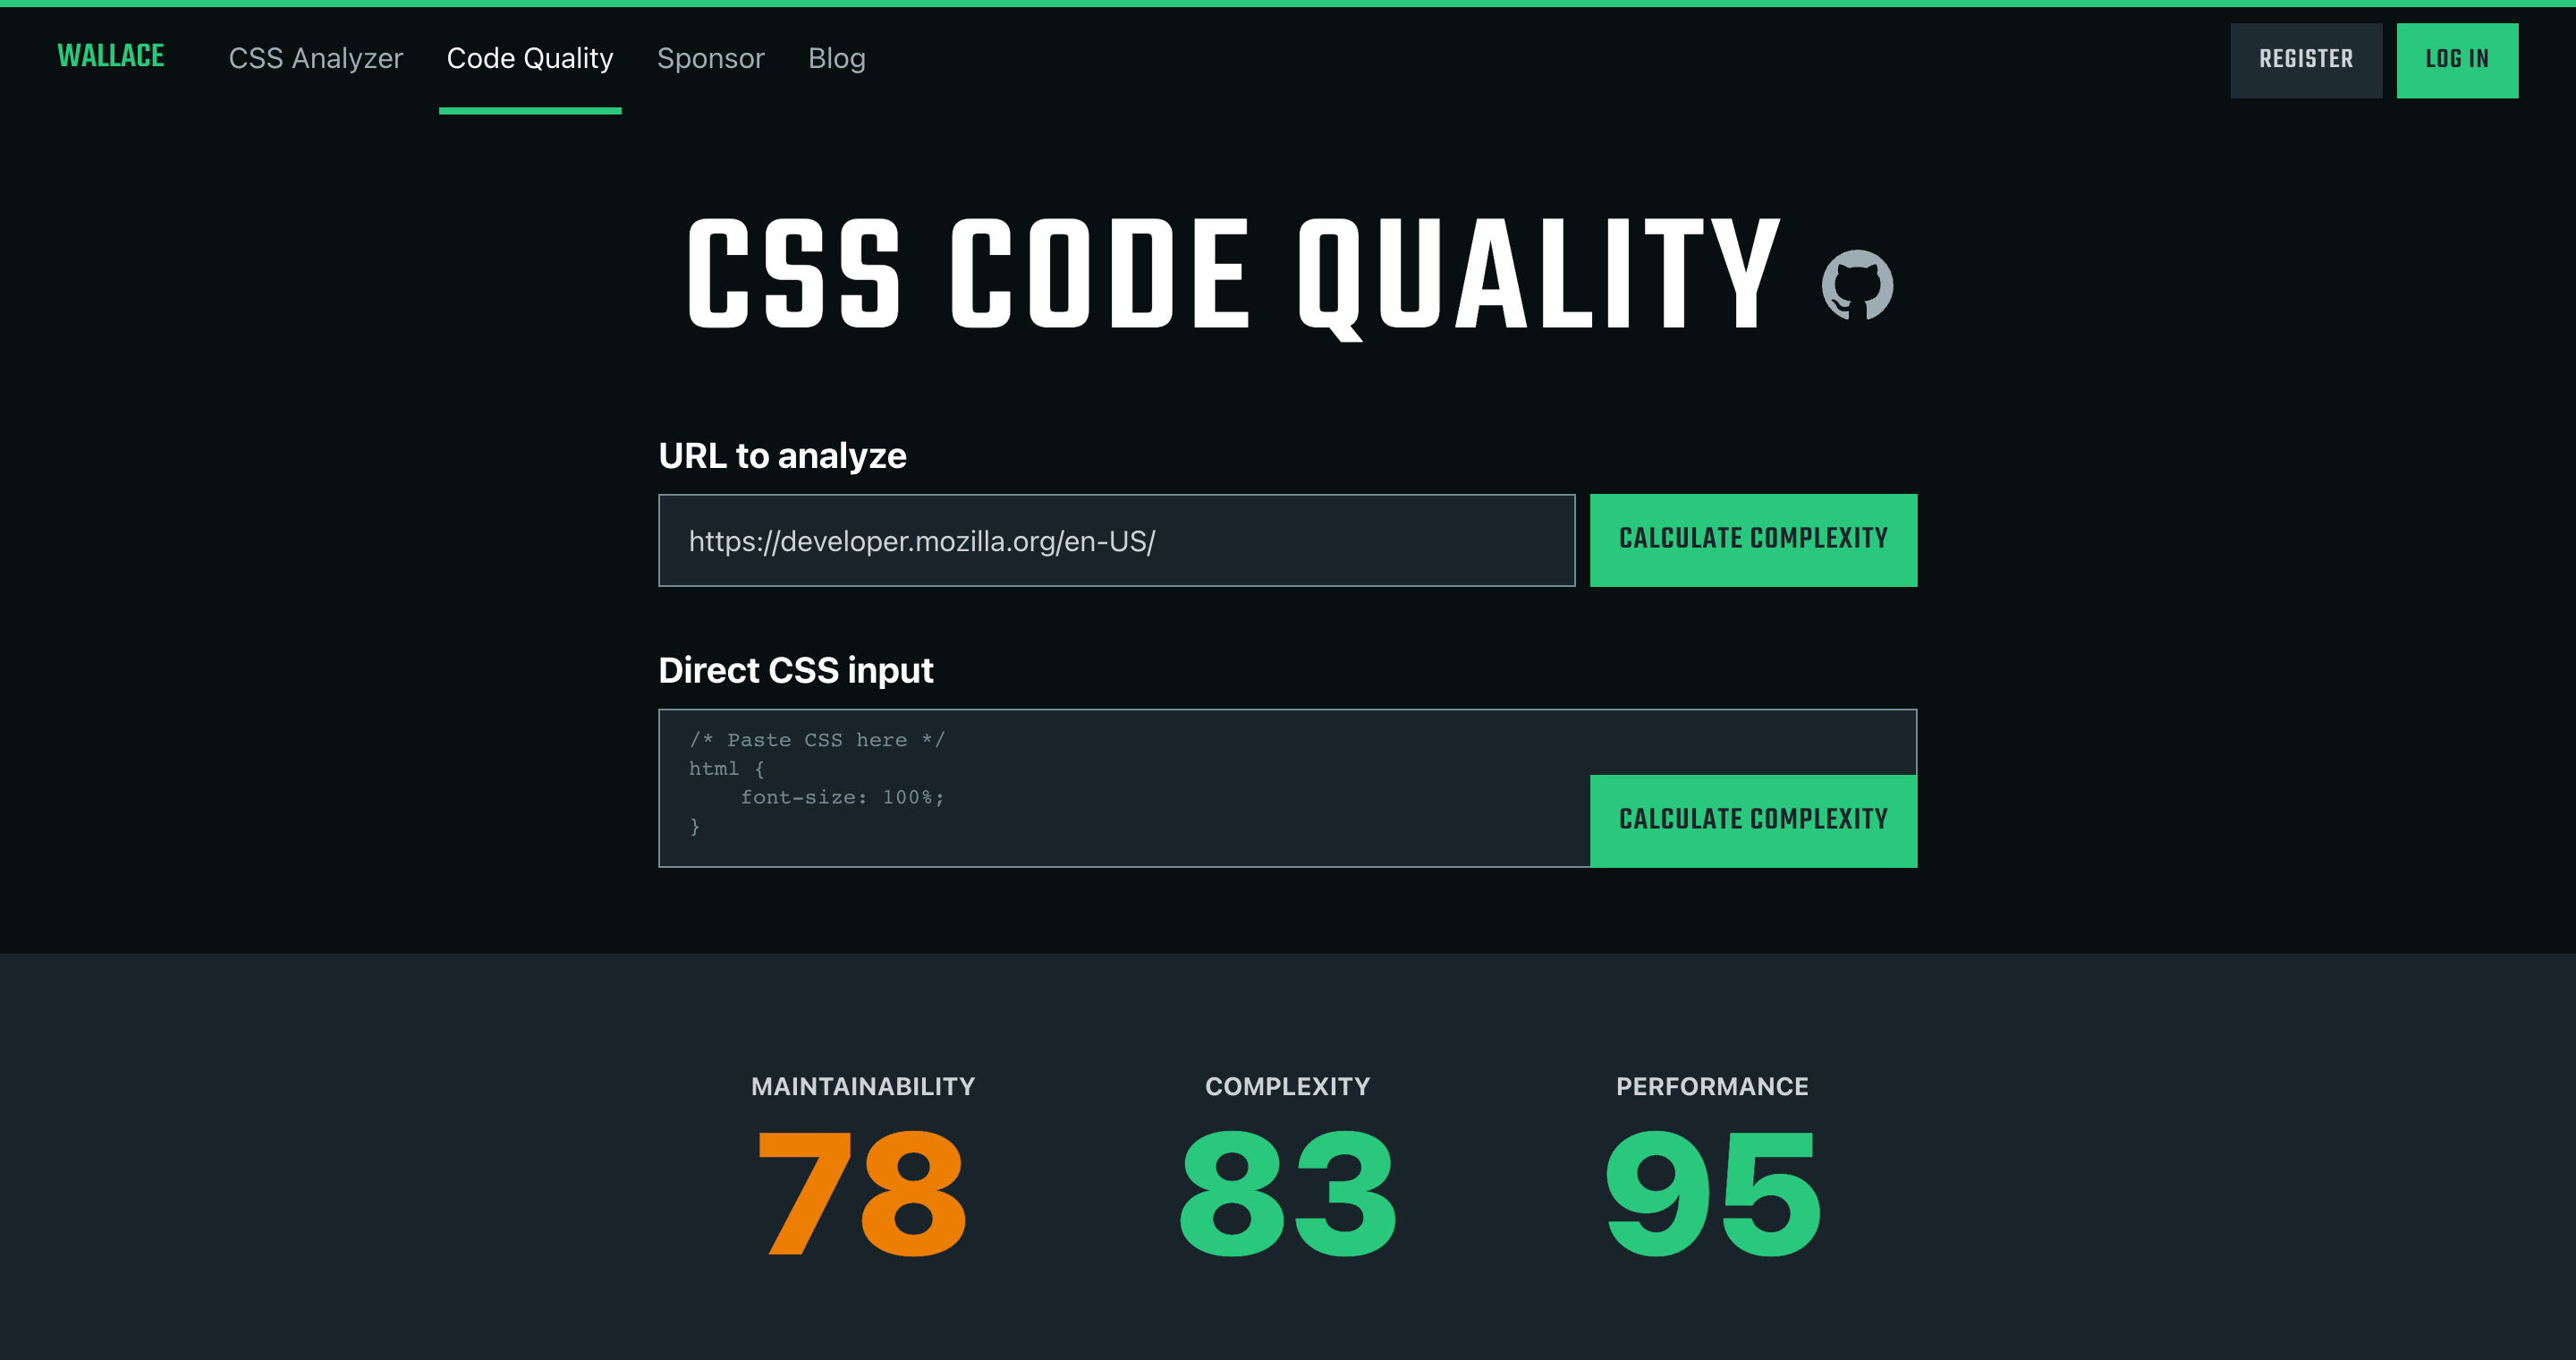 WALLACE
CSS Analyzer
Code Quality
Sponsor
Blog
REGISTER
LOG IN
CSS CODE QUALITY
URL to analyze
https://developer.mozilla.org/en-US/
CALCULATE COMPLEXITY
Direct CSS input
/* Paste CSS here */
html {
    font-size: 100%;
}
CALCULATE COMPLEXITY
MAINTAINABILITY
78
COMPLEXITY
83
PERFORMANCE
95